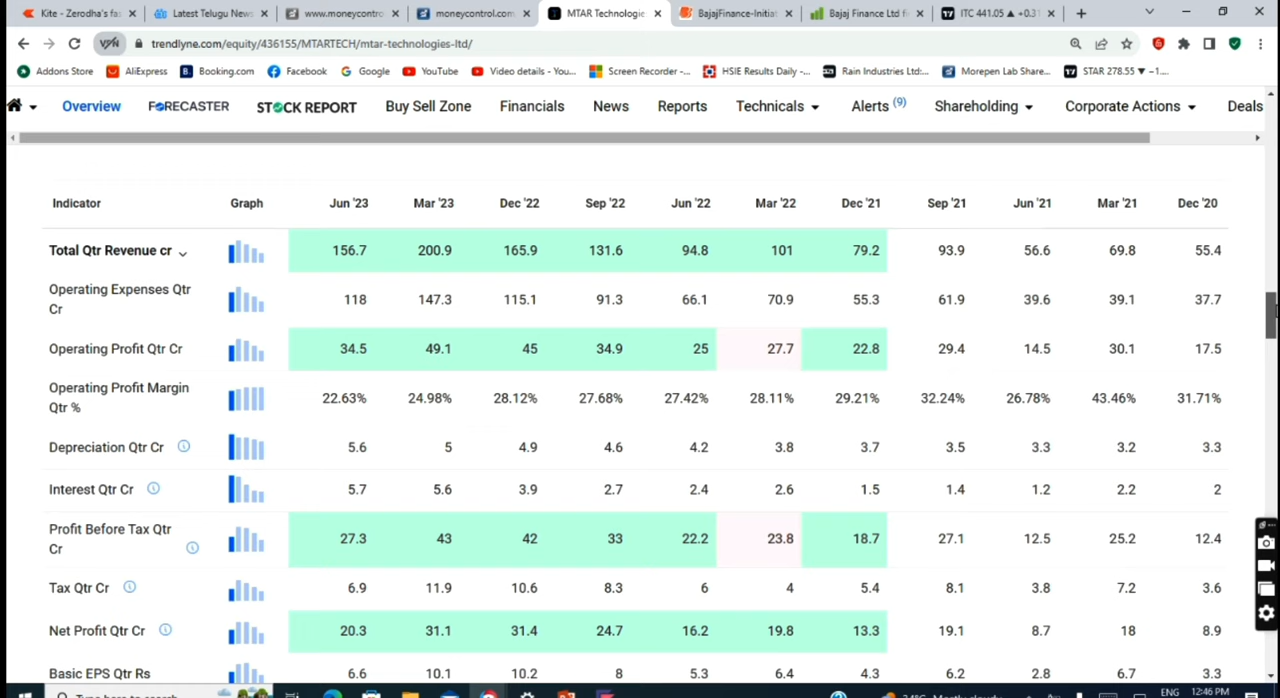 Kite - Zerodha's fa
Latest Telugu News
www.moneycontro
moneycontrol.com
MTAR Technologie
BajajFinance-Initiat
Bajaj Finance Ltd fi
ITC 441.05 ▲ +0.3
VPN trendlyne.com/equity/436155/MTARTECH/mtar-technologies-ltd/
Addons Store
AliExpress
Booking.com
Facebook
Google
YouTube
Video details - You...
Screen Recorder -...
HSIE Results Daily -...
Rain Industries Ltd:...
Morepen Lab Share...
STAR 278.55 ▼ −1....
Overview FORECASTER STOCK REPORT Buy Sell Zone Financials News Reports Technicals Alerts (9) Shareholding Corporate Actions Deals
Indicator Graph Jun '23 Mar '23 Dec '22 Sep '22 Jun '22 Mar '22 Dec '21 Sep '21 Jun '21 Mar '21 Dec '20
Total Qtr Revenue cr 156.7 200.9 165.9 131.6 94.8 101 79.2 93.9 56.6 69.8 55.4
Operating Expenses Qtr
Cr 118 147.3 115.1 91.3 66.1 70.9 55.3 61.9 39.6 39.1 37.7
Operating Profit Qtr Cr 34.5 49.1 45 34.9 25 27.7 22.8 29.4 14.5 30.1 17.5
Operating Profit Margin
Qtr % 22.63% 24.98% 28.12% 27.68% 27.42% 28.11% 29.21% 32.24% 26.78% 43.46% 31.71%
Depreciation Qtr Cr 5.6 5 4.9 4.6 4.2 3.8 3.7 3.5 3.3 3.2 3.3
Interest Qtr Cr 5.7 5.6 3.9 2.7 2.4 2.6 1.5 1.4 1.2 2.2 2
Profit Before Tax Qtr
Cr 27.3 43 42 33 22.2 23.8 18.7 27.1 12.5 25.2 12.4
Tax Qtr Cr 6.9 11.9 10.6 8.3 6 4 5.4 8.1 3.8 7.2 3.6
Net Profit Qtr Cr 20.3 31.1 31.4 24.7 16.2 19.8 13.3 19.1 8.7 18 8.9
Basic EPS Qtr Rs 6.6 10.1 10.2 8 5.3 6.4 4.3 6.2 2.8 6.7 3.3
ENG 12:46 PM